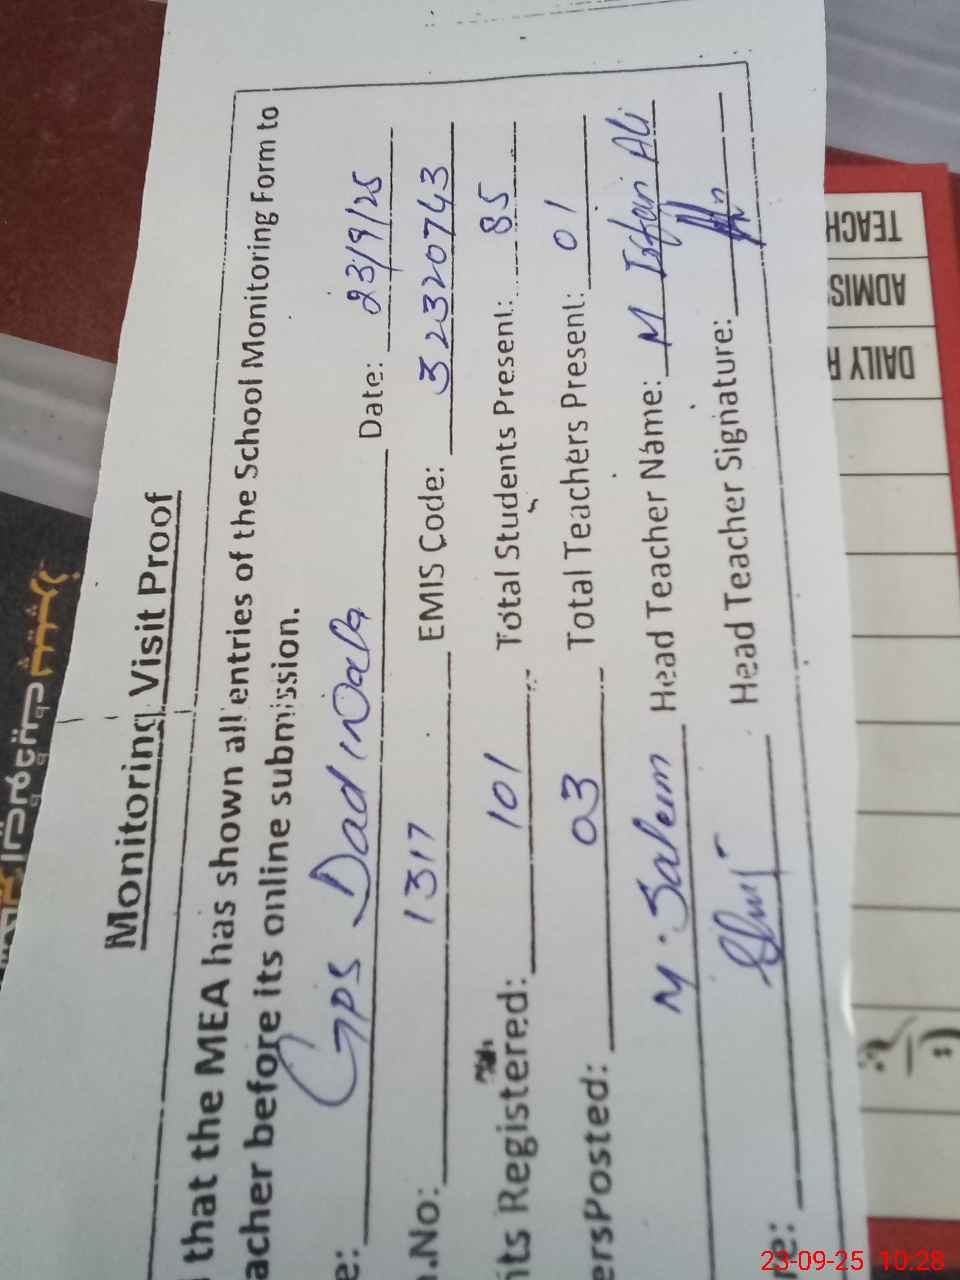 Monitoring Visit Proof
that the MEA has shown all entries of the School Monitoring Form to
acher before its online submission.
e: GPS Dad Wala Date: 23/9/25
.No: 1317 EMIS Code: 32320743
nts Registered: 101 Total Students Present: 85
ersPosted: 03 Total Teachers Present: 01
M. Saleem Head Teacher Name: M Irfan Ali
re: Head Teacher Signature:
TEACH
ADMIS
DAILY R
23-09-25 10:28